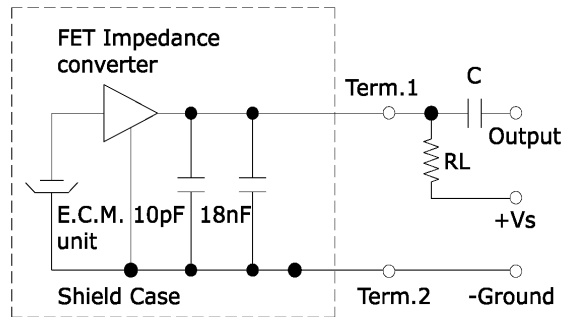 FET Impedance
converter
Term.1
C
Output
RL
+Vs
E.C.M. 10pF 18nF
unit
Shield Case
Term.2
-Ground